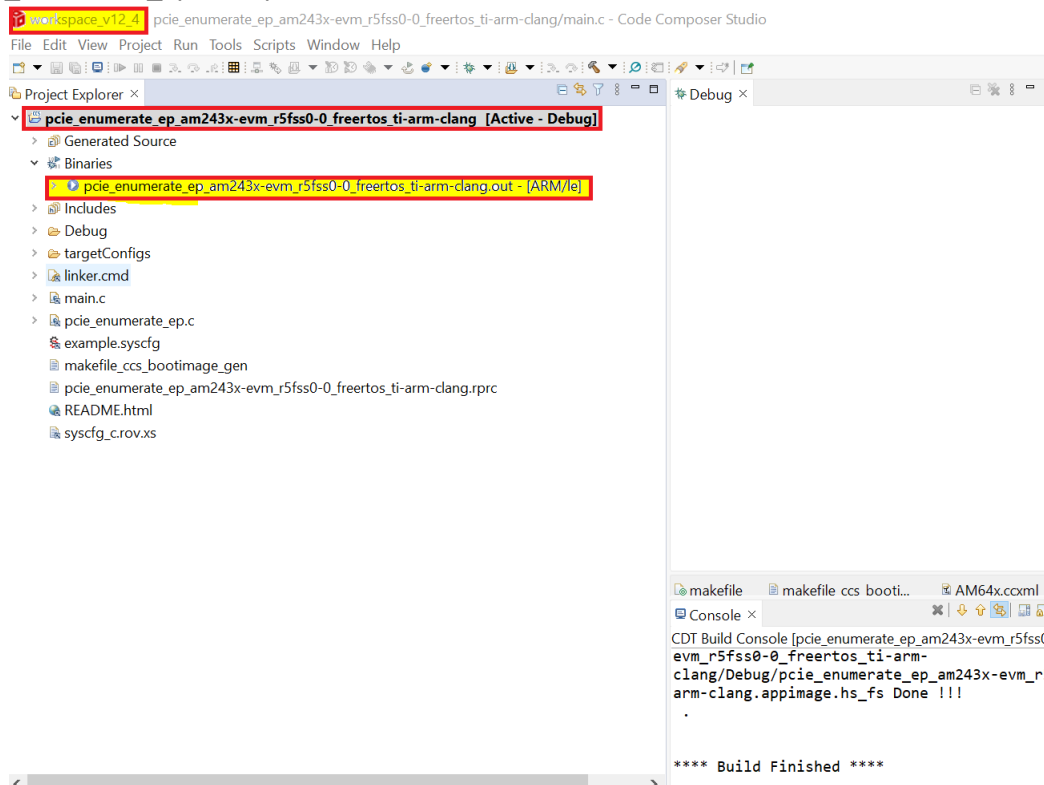 workspace_v12_4 pcie_enumerate_ep_am243x-evm_r5fss0-0_freertos_ti-arm-clang/main.c - Code Composer Studio
File Edit View Project Run Tools Scripts Window Help
Project Explorer
Debug
pcie_enumerate_ep_am243x-evm_r5fss0-0_freertos_ti-arm-clang [Active - Debug]
Generated Source
Binaries
pcie_enumerate_ep_am243x-evm_r5fss0-0_freertos_ti-arm-clang.out - [ARM/le]
Includes
Debug
targetConfigs
linker.cmd
main.c
pcie_enumerate_ep.c
example.syscfg
makefile_ccs_bootimage_gen
pcie_enumerate_ep_am243x-evm_r5fss0-0_freertos_ti-arm-clang.rprc
README.html
syscfg_c.rov.xs
makefile makefile ccs booti... AM64x.ccxml
Console
CDT Build Console [pcie_enumerate_ep_am243x-evm_r5fss0
evm_r5fss0-0_freertos_ti-arm-
clang/Debug/pcie_enumerate_ep_am243x-evm_r
arm-clang.appimage.hs_fs Done !!!
.
**** Build Finished ****